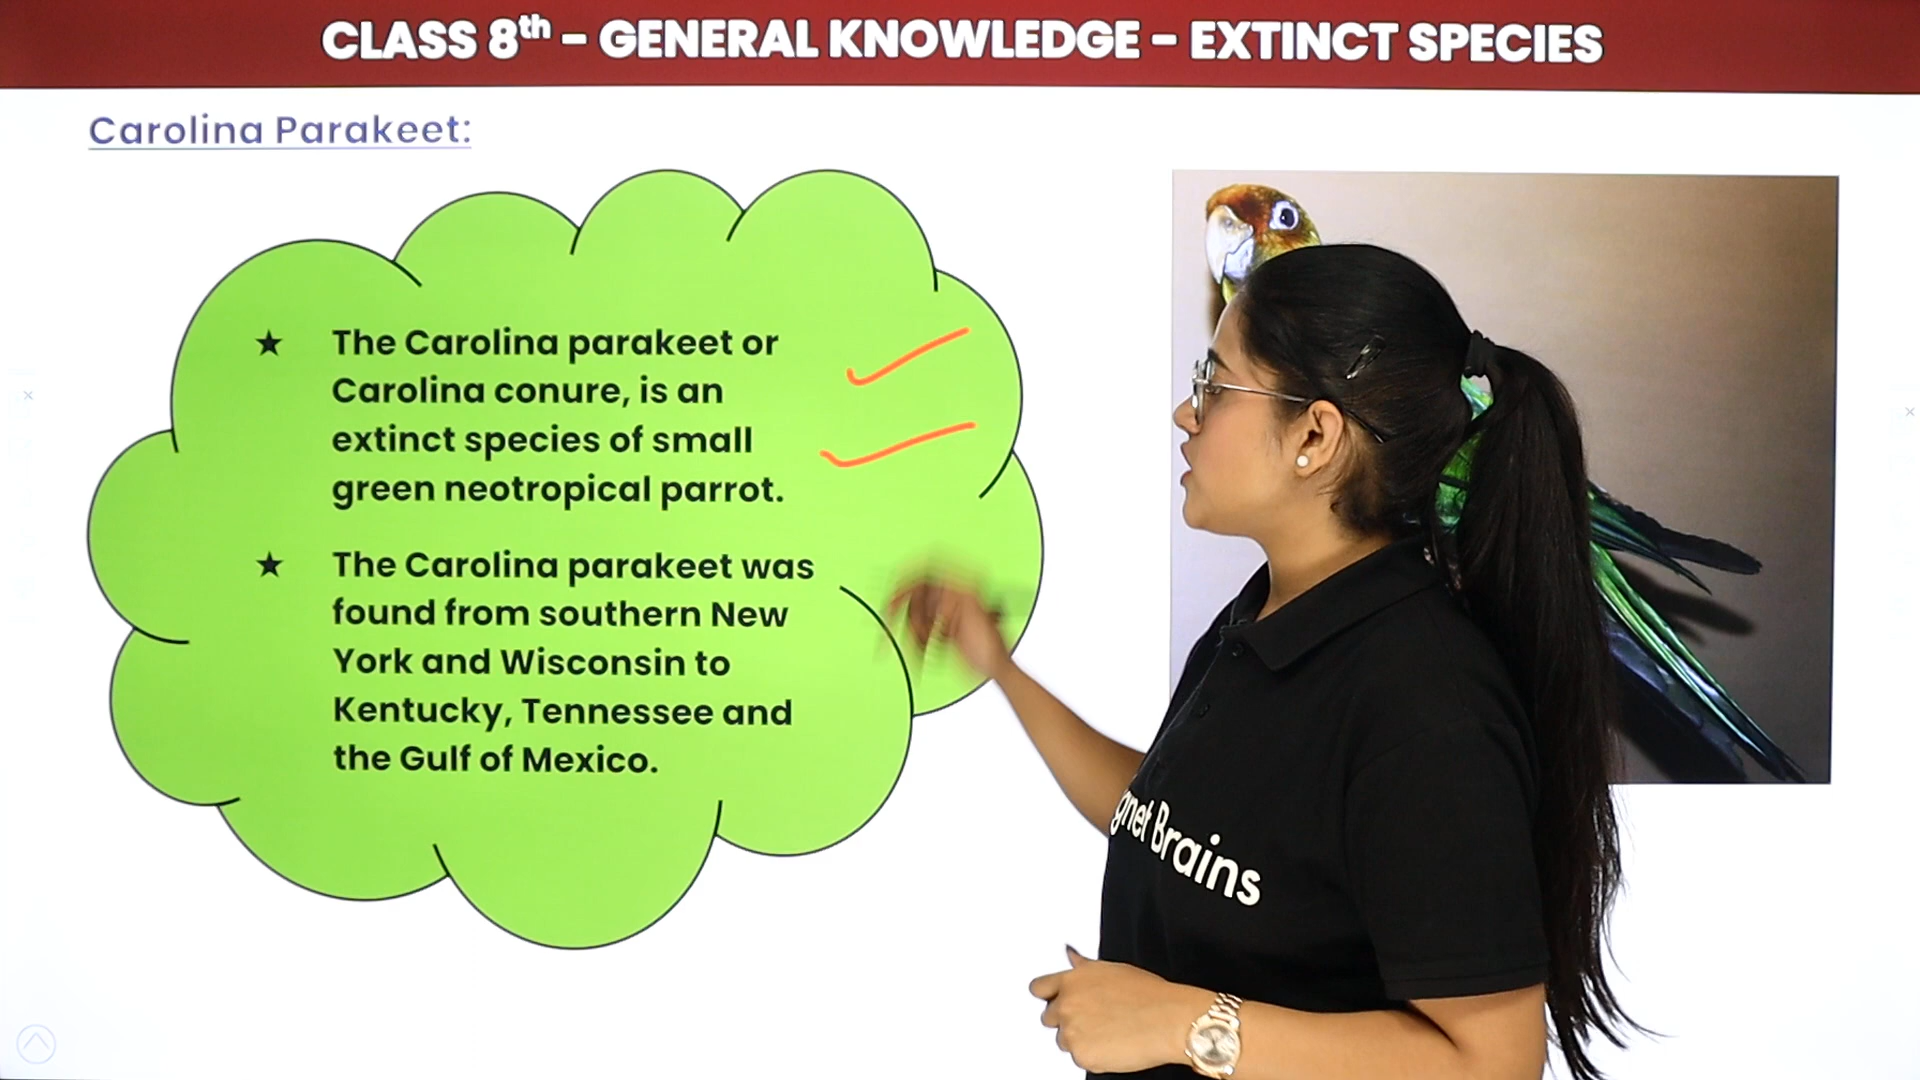 CLASS 8th - GENERAL KNOWLEDGE - EXTINCT SPECIES
Carolina Parakeet:
★ The Carolina parakeet or
Carolina conure, is an
extinct species of small
green neotropical parrot.
★ The Carolina parakeet was
found from southern New
York and Wisconsin to
Kentucky, Tennessee and
the Gulf of Mexico.
gnet Brains